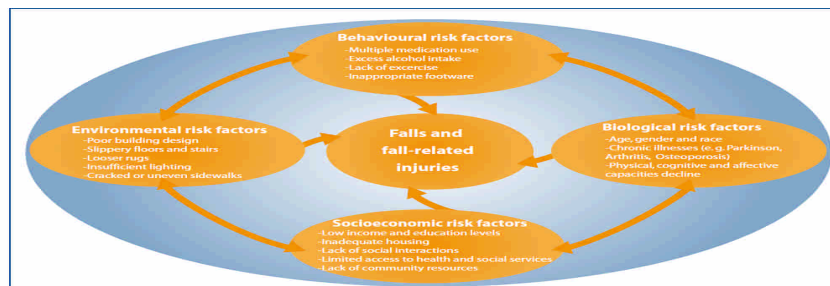 Behavioural risk factors
-Multiple medication use
-Excess alcohol intake
-Lack of excercise
-Inappropriate footware
Environmental risk factors
-Poor building design
-Slippery floors and stairs
-Looser rugs
-Insufficient lighting
-Cracked or uneven sidewalks
Falls and
fall-related
injuries
Biological risk factors
-Age, gender and race
-Chronic illnesses (e.g. Parkinson,
Arthritis, Osteoporosis)
-Physical, cognitive and affective
capacities decline
Socioeconomic risk factors
-Low income and education levels
-Inadequate housing
-Lack of social interactions
-Limited access to health and social services
-Lack of community resources